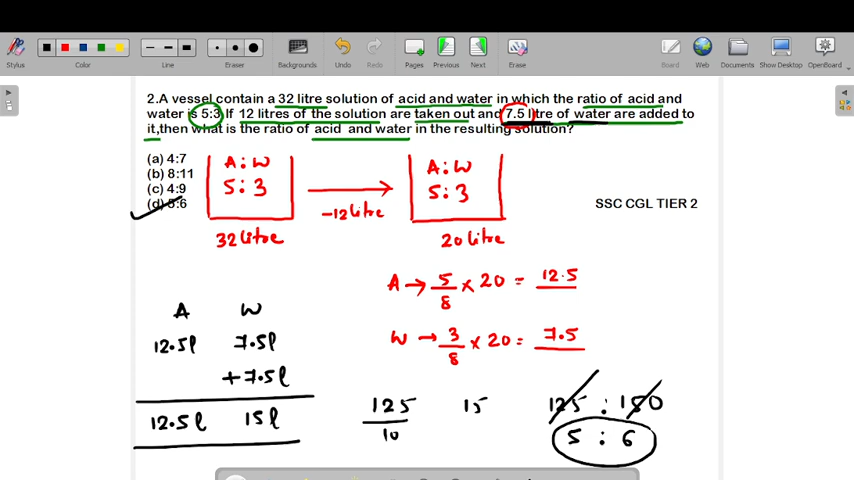 Stylus
Color
Line
Eraser
Backgrounds
Undo
Redo
Pages
Previous
Next
Erase
Board
Web
Documents
Show Desktop
OpenBoard
2.A vessel contain a 32 litre solution of acid and water in which the ratio of acid and
water is 5:3 If 12 litres of the solution are taken out and 7.5 litre of water are added to
it,then what is the ratio of acid and water in the resulting solution?
(a) 4:7
(b) 8:11
(c) 4:9
(d) 5:6
SSC CGL TIER 2
A : W
5 : 3
32 litre
-12 litre
A : W
5 : 3
20 litre
A → 5/8 × 20 = 12.5
W → 3/8 × 20 = 7.5
A W
12.5l 7.5l
+7.5l
12.5l 15l
125/10 15
125 : 150
5 : 6